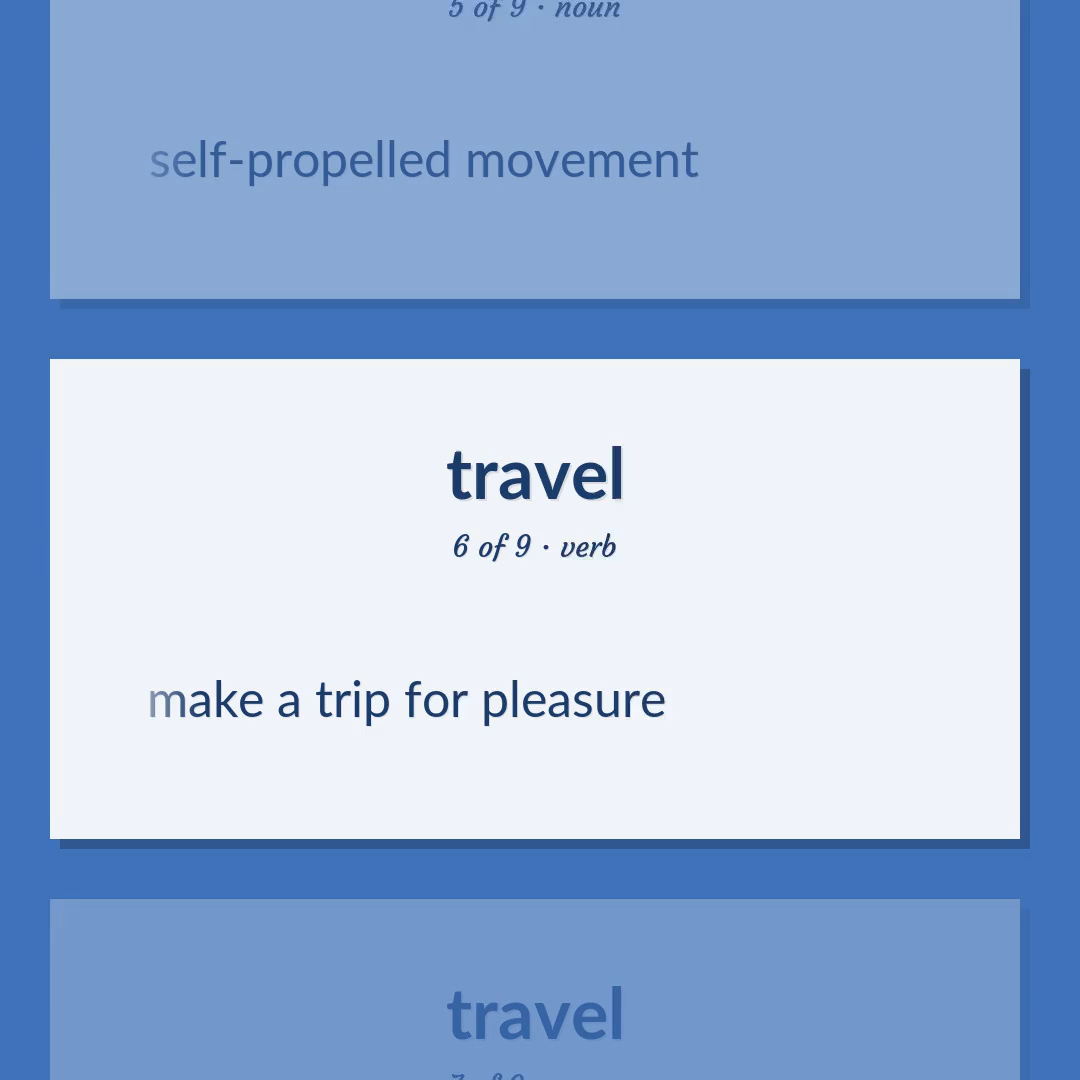 5 of 9 · noun
self-propelled movement
travel
6 of 9 · verb
make a trip for pleasure
travel